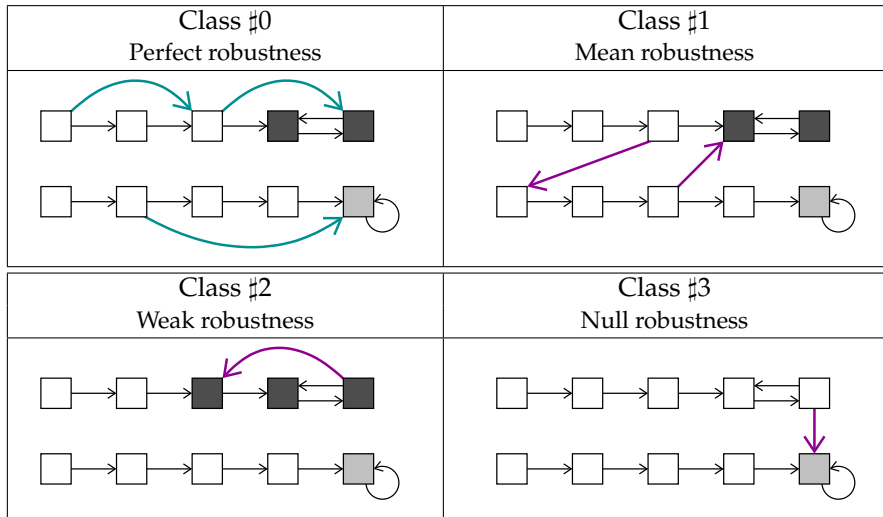 Class ♯0
Perfect robustness
Class ♯1
Mean robustness
Class ♯2
Weak robustness
Class ♯3
Null robustness